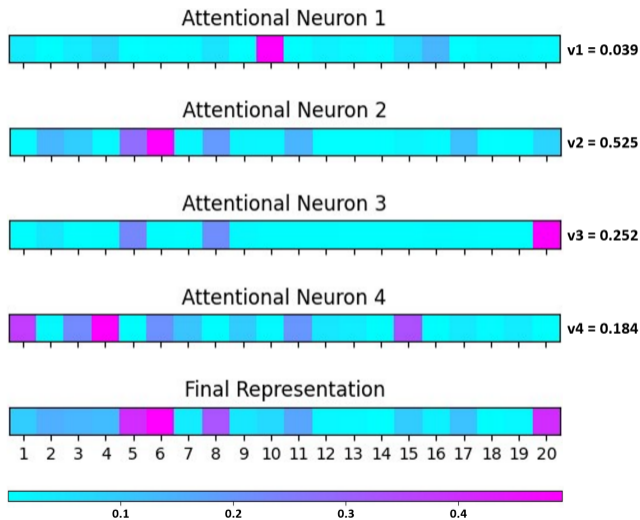 Attentional Neuron 1
v1 = 0.039
Attentional Neuron 2
v2 = 0.525
Attentional Neuron 3
v3 = 0.252
Attentional Neuron 4
v4 = 0.184
Final Representation
1 2 3 4 5 6 7 8 9 10 11 12 13 14 15 16 17 18 19 20
0.1 0.2 0.3 0.4